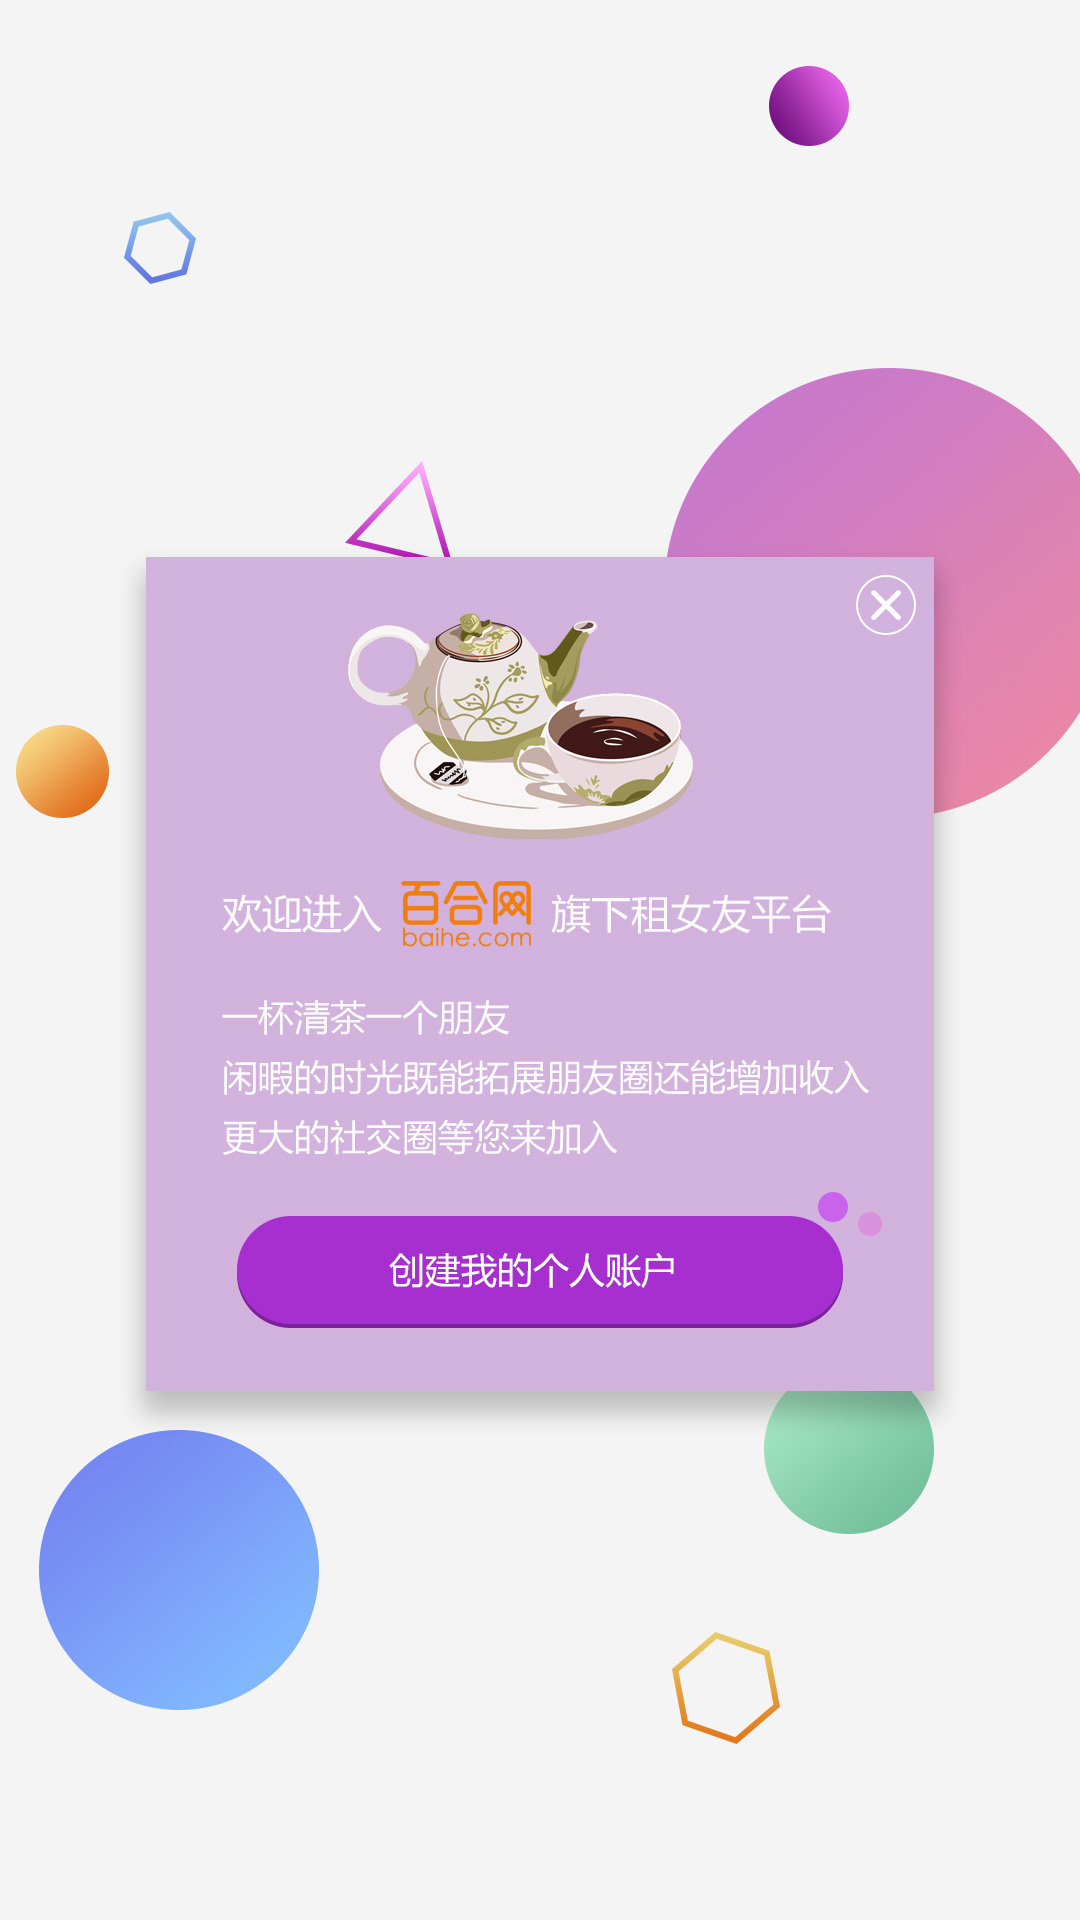 欢迎进入 百合网 旗下租女友平台
baihe.com
一杯清茶一个朋友
闲暇的时光既能拓展朋友圈还能增加收入
更大的社交圈等您来加入
创建我的个人账户